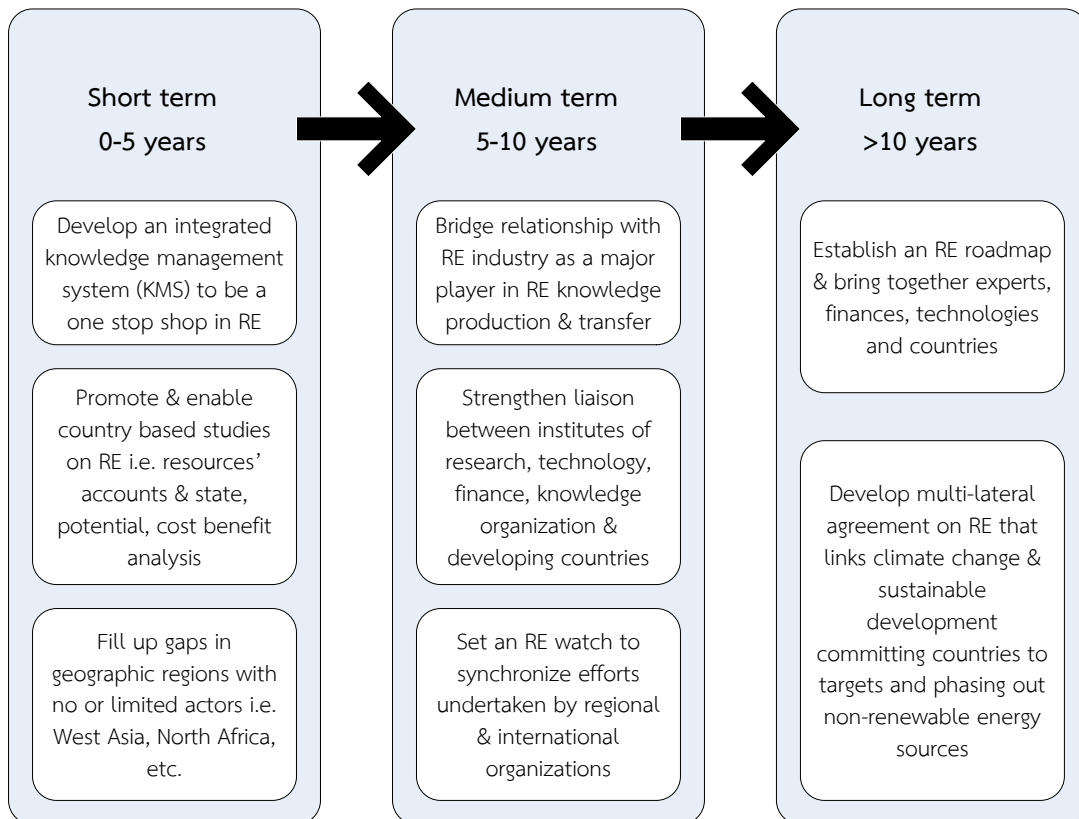 Short term
0-5 years
Develop an integrated
knowledge management
system (KMS) to be a
one stop shop in RE
Promote & enable
country based studies
on RE i.e. resources’
accounts & state,
potential, cost benefit
analysis
Fill up gaps in
geographic regions with
no or limited actors i.e.
West Asia, North Africa,
etc.
Medium term
5-10 years
Bridge relationship with
RE industry as a major
player in RE knowledge
production & transfer
Strengthen liaison
between institutes of
research, technology,
finance, knowledge
organization &
developing countries
Set an RE watch to
synchronize efforts
undertaken by regional
& international
organizations
Long term
>10 years
Establish an RE roadmap
& bring together experts,
finances, technologies
and countries
Develop multi-lateral
agreement on RE that
links climate change &
sustainable
development
committing countries to
targets and phasing out
non-renewable energy
sources